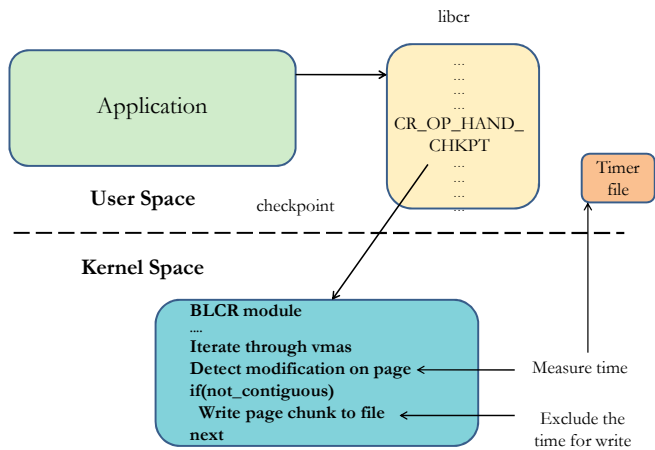 libcr
Application
...
...
...
...
CR_OP_HAND_
CHKPT
...
...
...
...
...
Timer
file
User Space
checkpoint
Kernel Space
BLCR module
....
Iterate through vmas
Detect modification on page
if(not_contiguous)
Write page chunk to file
next
Measure time
Exclude the
time for write